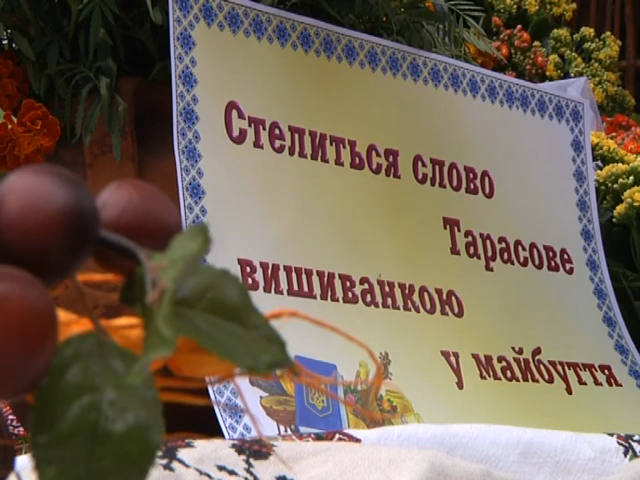 Стелиться слово
Тарасове
вишиванкою
у майбуття